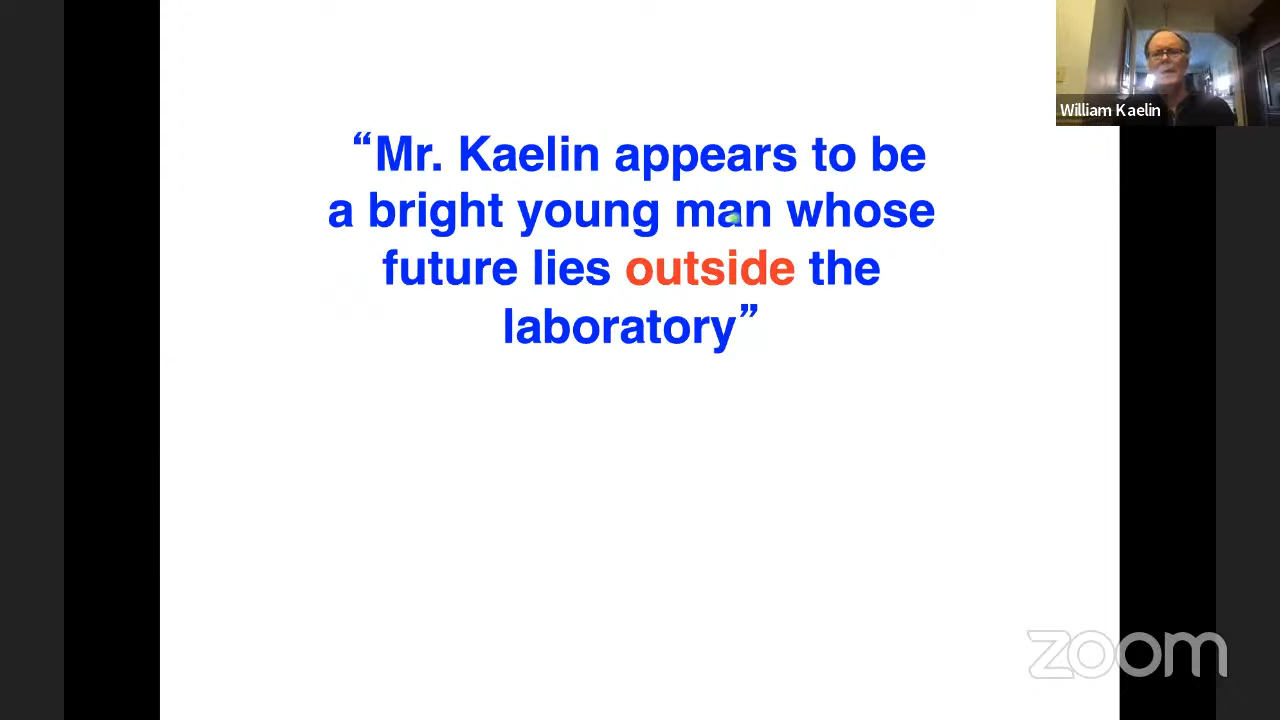 William Kaelin
“Mr. Kaelin appears to be
a bright young man whose
future lies outside the
laboratory”
zoom